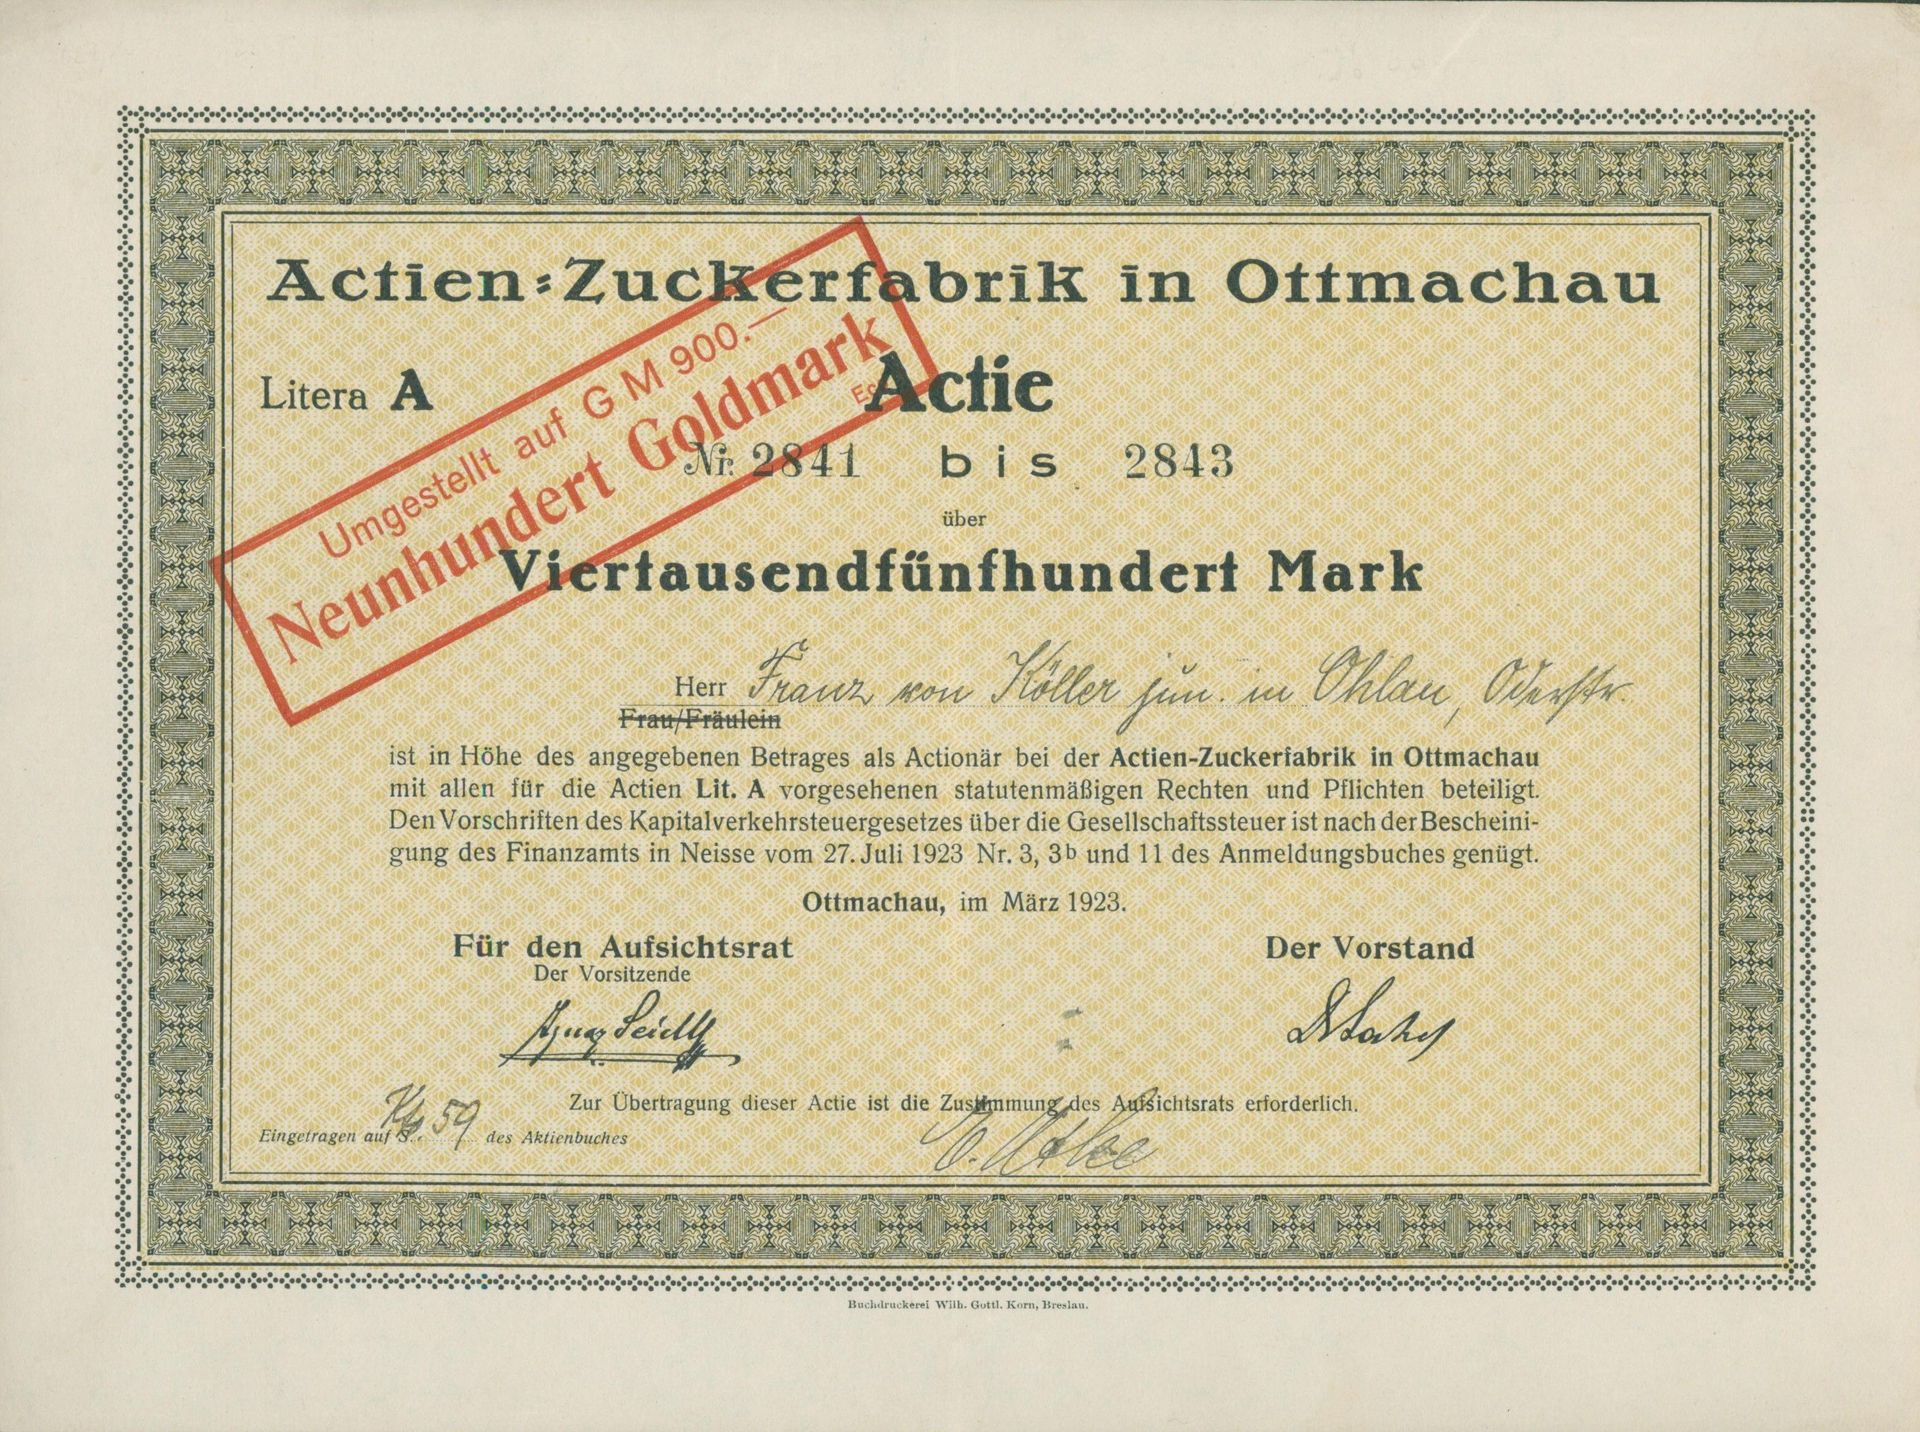 Actien-Zuckerfabrik in Ottmachau
Umgestellt auf G M 900.—
Neunhundert Goldmark
Litera A
Actie
Nr. 2841 bis 2843
über
Viertausendfünfhundert Mark
Herr Franz von Köller jun. in Ohlau, Oderstr.
Frau/Fräulein
ist in Höhe des angegebenen Betrages als Actionär bei der Actien-Zuckerfabrik in Ottmachau
mit allen für die Actien Lit. A vorgesehenen statutenmäßigen Rechten und Pflichten beteiligt.
Den Vorschriften des Kapitalverkehrsteuergesetzes über die Gesellschaftssteuer ist nach der Bescheini-
gung des Finanzamts in Neisse vom 27. Juli 1923 Nr. 3, 3b und 11 des Anmeldungsbuches genügt.
Ottmachau, im März 1923.
Für den Aufsichtsrat
Der Vorsitzende
Der Vorstand
Zur Übertragung dieser Actie ist die Zustimmung des Aufsichtsrats erforderlich.
Eingetragen auf S. 59 des Aktienbuches
Buchdruckerei Wilh. Gottl. Korn, Breslau.